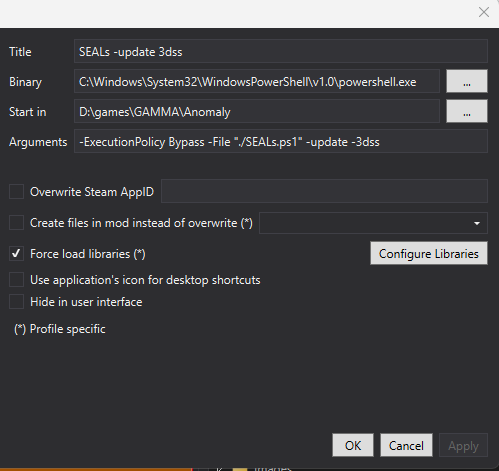 Title SEALs -update 3dss
Binary C:\Windows\System32\WindowsPowerShell\v1.0\powershell.exe ...
Start in D:\games\GAMMA\Anomaly ...
Arguments -ExecutionPolicy Bypass -File "./SEALs.ps1" -update -3dss
Overwrite Steam AppID
Create files in mod instead of overwrite (*)
Force load libraries (*) Configure Libraries
Use application's icon for desktop shortcuts
Hide in user interface
(*) Profile specific
OK Cancel Apply